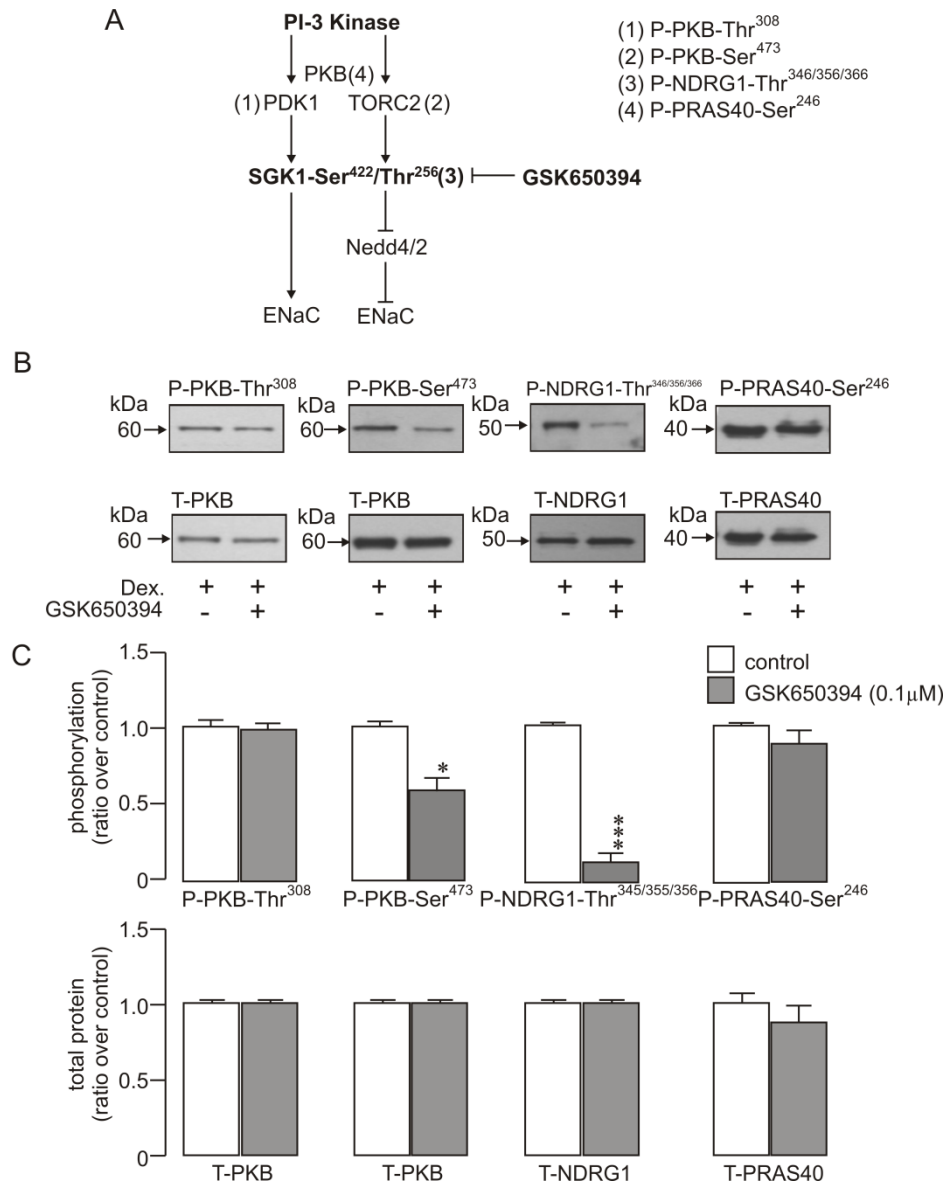 A
PI-3 Kinase
PKB(4)
(1) PDK1 TORC2 (2)
SGK1-Ser⁴²²/Thr²⁵⁶(3)
GSK650394
Nedd4/2
ENaC ENaC
(1) P-PKB-Thr³⁰⁸
(2) P-PKB-Ser⁴⁷³
(3) P-NDRG1-Thr³⁴⁶/³⁵⁶/³⁶⁶
(4) P-PRAS40-Ser²⁴⁶
B
P-PKB-Thr³⁰⁸ P-PKB-Ser⁴⁷³ P-NDRG1-Thr³⁴⁶/³⁵⁶/³⁶⁶ P-PRAS40-Ser²⁴⁶
kDa kDa kDa kDa
60 60 50 40
T-PKB T-PKB T-NDRG1 T-PRAS40
kDa kDa kDa kDa
60 60 50 40
Dex. + + + + + + + +
GSK650394 - + - + - + - +
C
phosphorylation
(ratio over control)
1.5
1.0
0.5
0
control
GSK650394 (0.1µM)
*
***
P-PKB-Thr³⁰⁸ P-PKB-Ser⁴⁷³ P-NDRG1-Thr³⁴⁵/³⁵⁵/³⁵⁶ P-PRAS40-Ser²⁴⁶
total protein
(ratio over control)
1.5
1.0
0.5
0
T-PKB T-PKB T-NDRG1 T-PRAS40